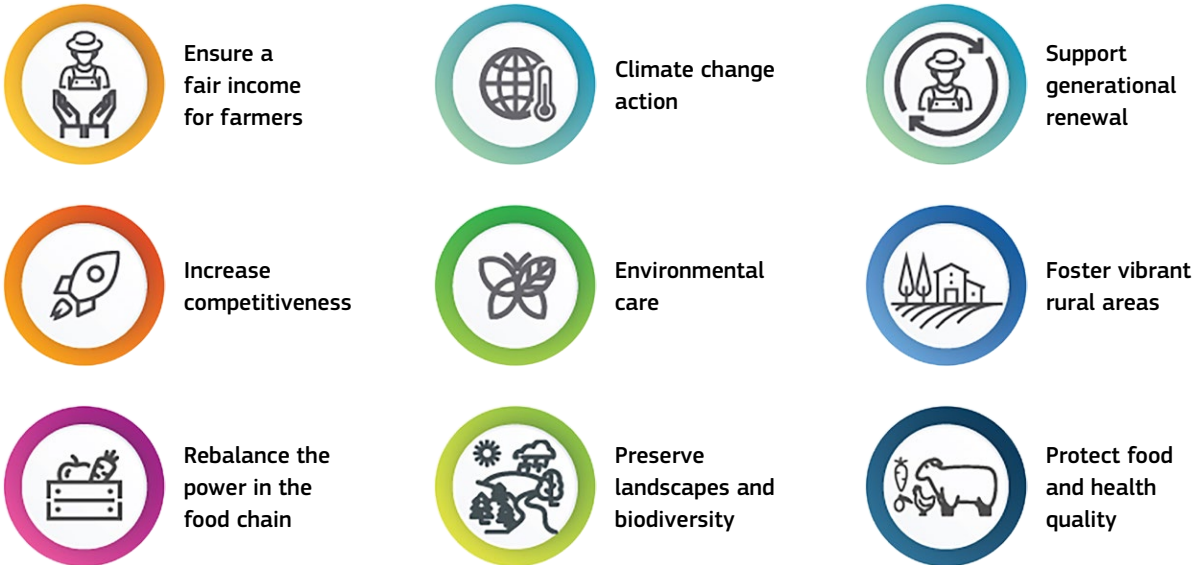 Ensure a
fair income
for farmers
Climate change
action
Support
generational
renewal
Increase
competitiveness
Environmental
care
Foster vibrant
rural areas
Rebalance the
power in the
food chain
Preserve
landscapes and
biodiversity
Protect food
and health
quality